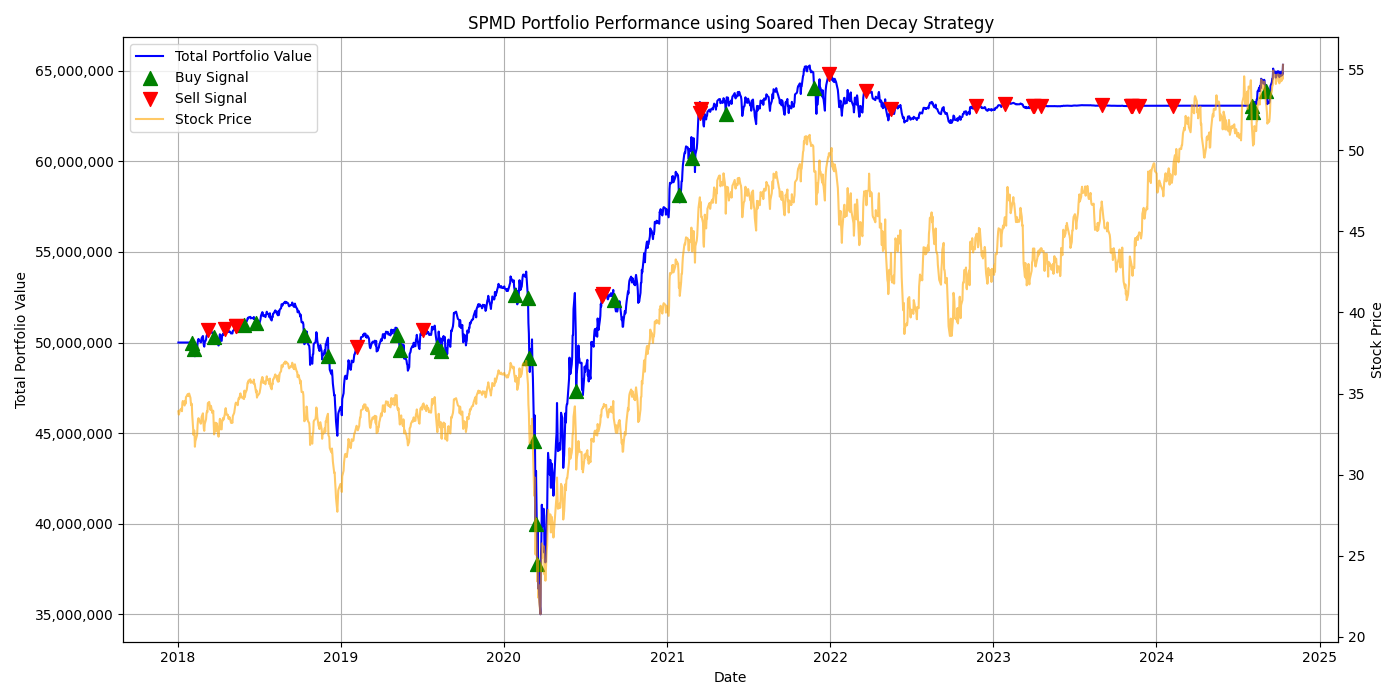 SPMD Portfolio Performance using Soared Then Decay Strategy
Total Portfolio Value
Buy Signal
Sell Signal
Stock Price
65,000,000
60,000,000
55,000,000
50,000,000
45,000,000
40,000,000
35,000,000
Total Portfolio Value
55
50
45
40
35
30
25
20
Stock Price
2018
2019
2020
2021
2022
2023
2024
2025
Date